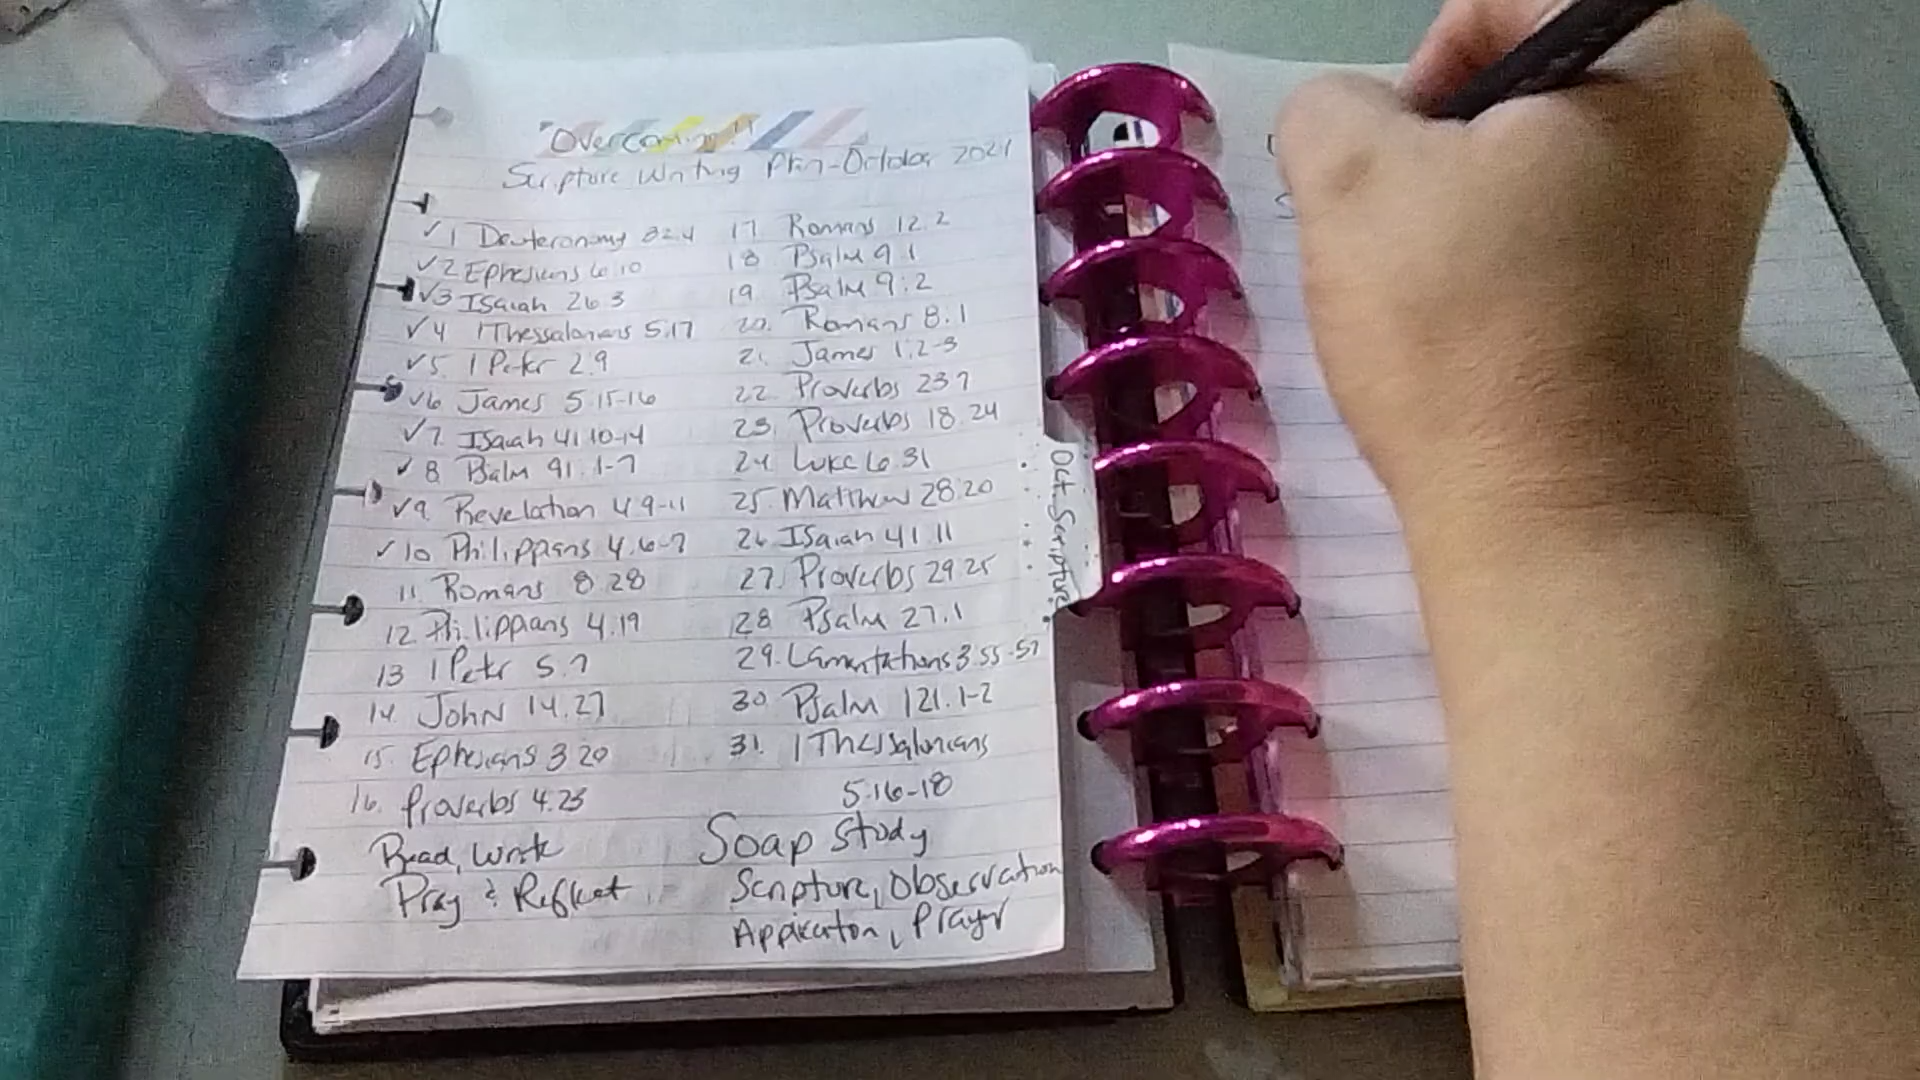 "Overcoming"
Scripture Writing Plan-October 2021
✓ 1 Deuteronomy 32.4
✓ 2 Ephesians 6:10
✓ 3 Isaiah 26 3
✓ 4 1 Thessalonians 5.17
✓ 5. 1 Peter 2.9
✓ 6 James 5.15-16
✓ 7. Isaiah 41 10-14
✓ 8. Psalm 91.1-7
✓ 9. Revelation 4 9-11
✓ 10 Philippians 4.6-7
11. Romans 8.28
12. Philippians 4.19
13 1 Peter 5.7
14. John 14.27
15. Ephesians 3 20
16. Proverbs 4.23
17 Romans 12.2
18 Psalm 9.1
19. Psalm 9:2
20. Romans 8.1
21. James 1.2-3
22. Proverbs 23 7
23. Proverbs 18.24
24. Luke 6.31
25. Matthew 28.20
26 Isaiah 41 11
27. Proverbs 29.25
28 Psalm 27.1
29. Lamentations 3.55-57
30 Psalm 121.1-2
31. 1 Thessalonians
5.16-18
Read, Write
Pray & Reflect
Soap Study
Scripture, Observation
Application, Prayer
Oct. Scripture